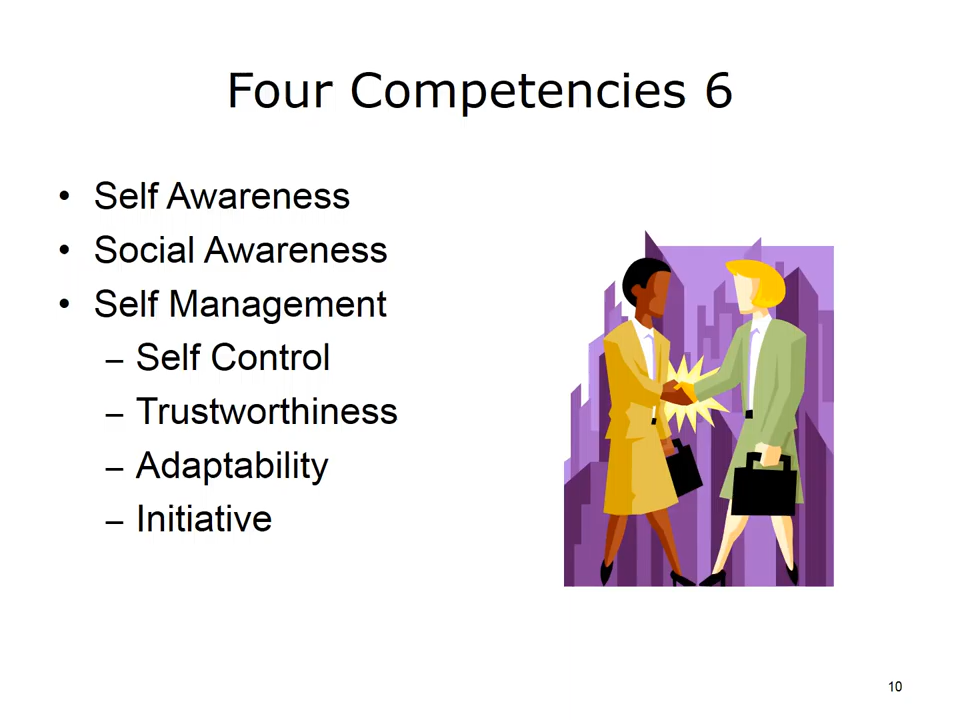 Four Competencies 6
• Self Awareness
• Social Awareness
• Self Management
– Self Control
– Trustworthiness
– Adaptability
– Initiative
10